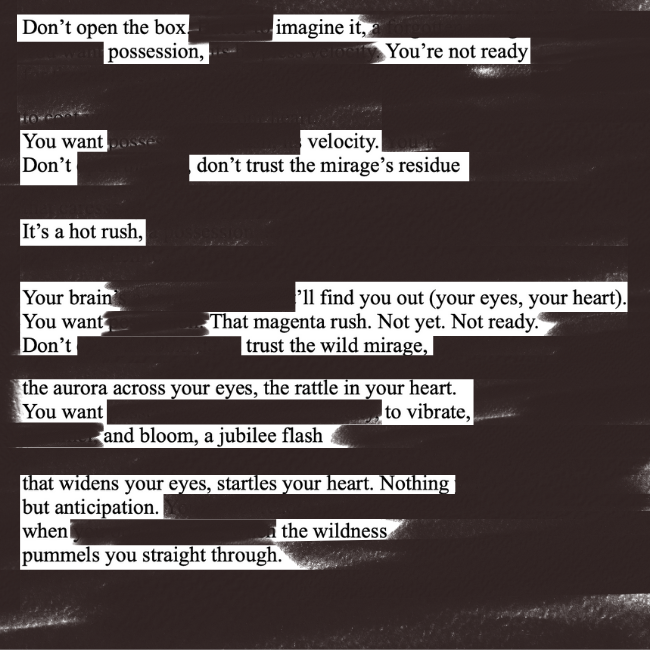 Don’t open the box. imagine it,
possession, You’re not ready
You want velocity.
Don’t , don’t trust the mirage’s residue
It’s a hot rush,
Your brain’ ’ll find you out (your eyes, your heart).
You want That magenta rush. Not yet. Not ready.
Don’t trust the wild mirage,
the aurora across your eyes, the rattle in your heart.
You want to vibrate,
and bloom, a jubilee flash
that widens your eyes, startles your heart. Nothing
but anticipation.
when the wildness
pummels you straight through.